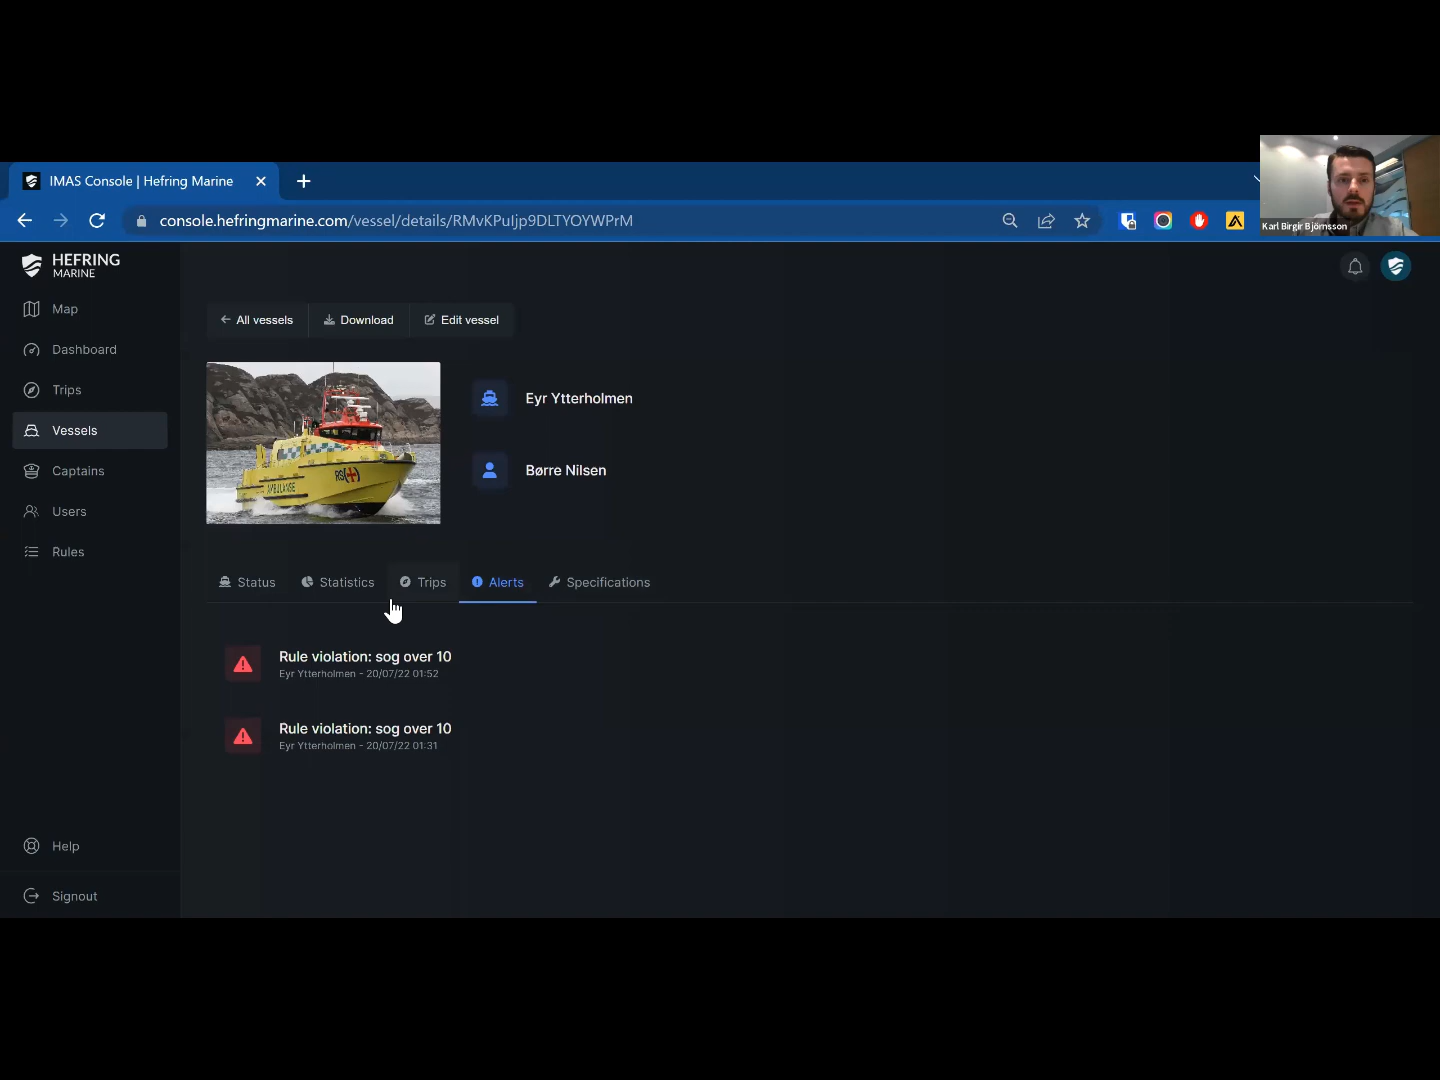 IMAS Console | Hefring Marine
console.hefringmarine.com/vessel/details/RMvKPuIjp9DLTYOYWPrM
Karl Birgir Björnsson
HEFRING
MARINE
Map
Dashboard
Trips
Vessels
Captains
Users
Rules
Help
Signout
All vessels
Download
Edit vessel
AMBULANSE
RS
Eyr Ytterholmen
Børre Nilsen
Status
Statistics
Trips
Alerts
Specifications
Rule violation: sog over 10
Eyr Ytterholmen - 20/07/22 01:52
Rule violation: sog over 10
Eyr Ytterholmen - 20/07/22 01:31